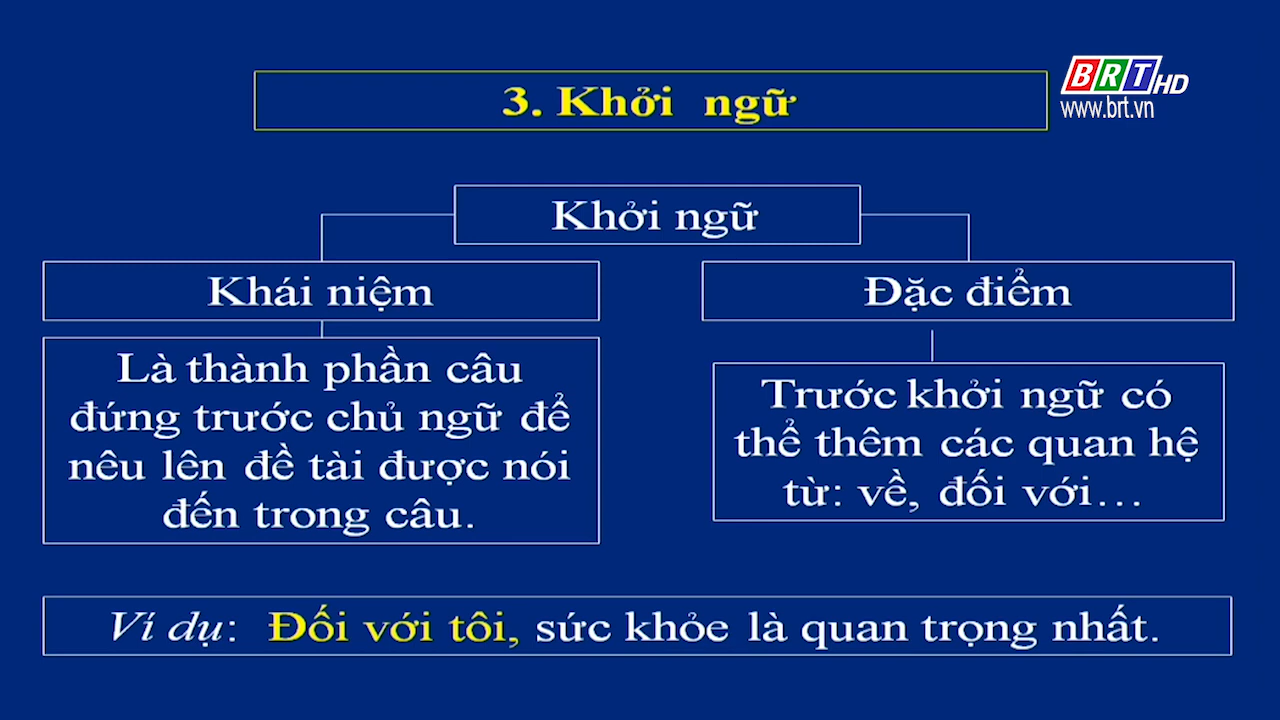 3. Khởi ngữ
BRT HD
www.brt.vn
Khởi ngữ
Khái niệm
Là thành phần câu
đứng trước chủ ngữ để
nêu lên đề tài được nói
đến trong câu.
Đặc điểm
Trước khởi ngữ có
thể thêm các quan hệ
từ: về, đối với...
Ví dụ: Đối với tôi, sức khỏe là quan trọng nhất.